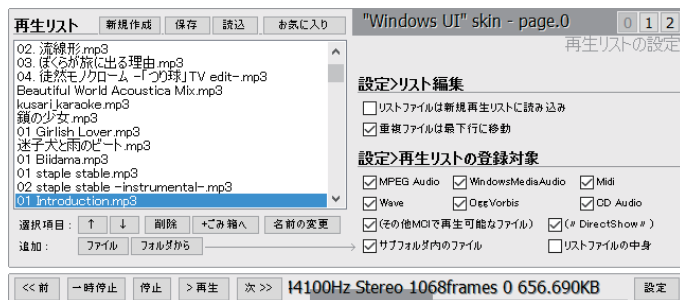 再生リスト 新規作成 保存 読込 お気に入り
"Windows UI" skin - page.0 0 1 2
再生リストの設定
02. 流線形.mp3
03. ぼくらが旅に出る理由.mp3
04. 徒然モノクローム -「つり球」TV edit-.mp3
Beautiful World Acoustica Mix.mp3
kusari karaoke.mp3
鎖の少女.mp3
01 Girlish Lover.mp3
迷子犬と雨のビート.mp3
01 Biidama.mp3
01 staple stable.mp3
02 staple stable -instrumental-.mp3
01 Introduction.mp3
選択項目: ↑ ↓ 削除 +ごみ箱へ 名前の変更
追加: ファイル フォルダから
設定>リスト編集
リストファイルは新規再生リストに読み込み
重複ファイルは最下行に移動
設定>再生リストの登録対象
MPEG Audio WindowsMediaAudio Midi
Wave OggVorbis CD Audio
(その他MCIで再生可能なファイル) (# DirectShow #)
サブフォルダ内のファイル リストファイルの中身
<< 前 一時停止 停止 > 再生 次 >> 44100Hz Stereo 1068frames 0 656.690KB 設定